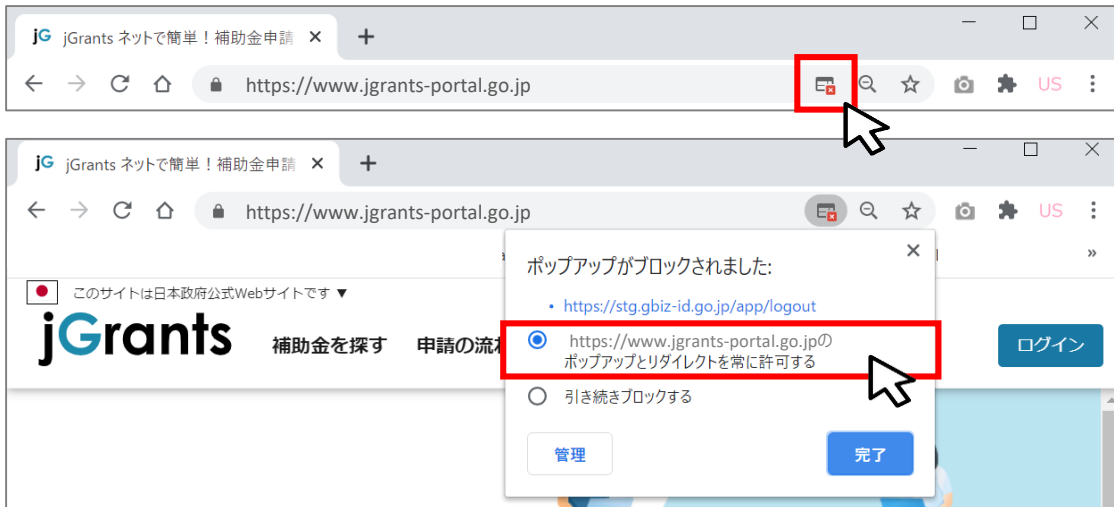 jG jGrants ネットで簡単！補助金申請
https://www.jgrants-portal.go.jp
US
jG jGrants ネットで簡単！補助金申請
https://www.jgrants-portal.go.jp
US
»
ポップアップがブロックされました:
• https://stg.gbiz-id.go.jp/app/logout
https://www.jgrants-portal.go.jpの
ポップアップとリダイレクトを常に許可する
引き続きブロックする
管理
完了
このサイトは日本政府公式Webサイトです ▼
jGrants
補助金を探す
申請の流
ログイン